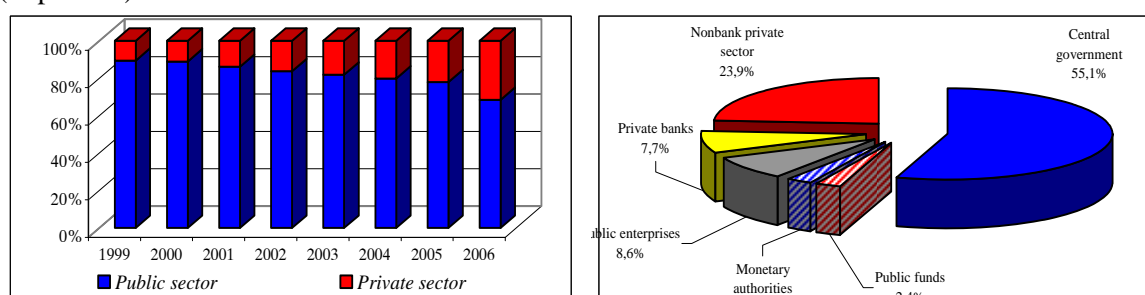 100%
80%
60%
40%
20%
0%
1999 2000 2001 2002 2003 2004 2005 2006
Public sector Private sector
Nonbank private
sector
23,9%
Central
government
55,1%
Private banks
7,7%
enterprises
8,6%
Monetary
authorities
Public funds